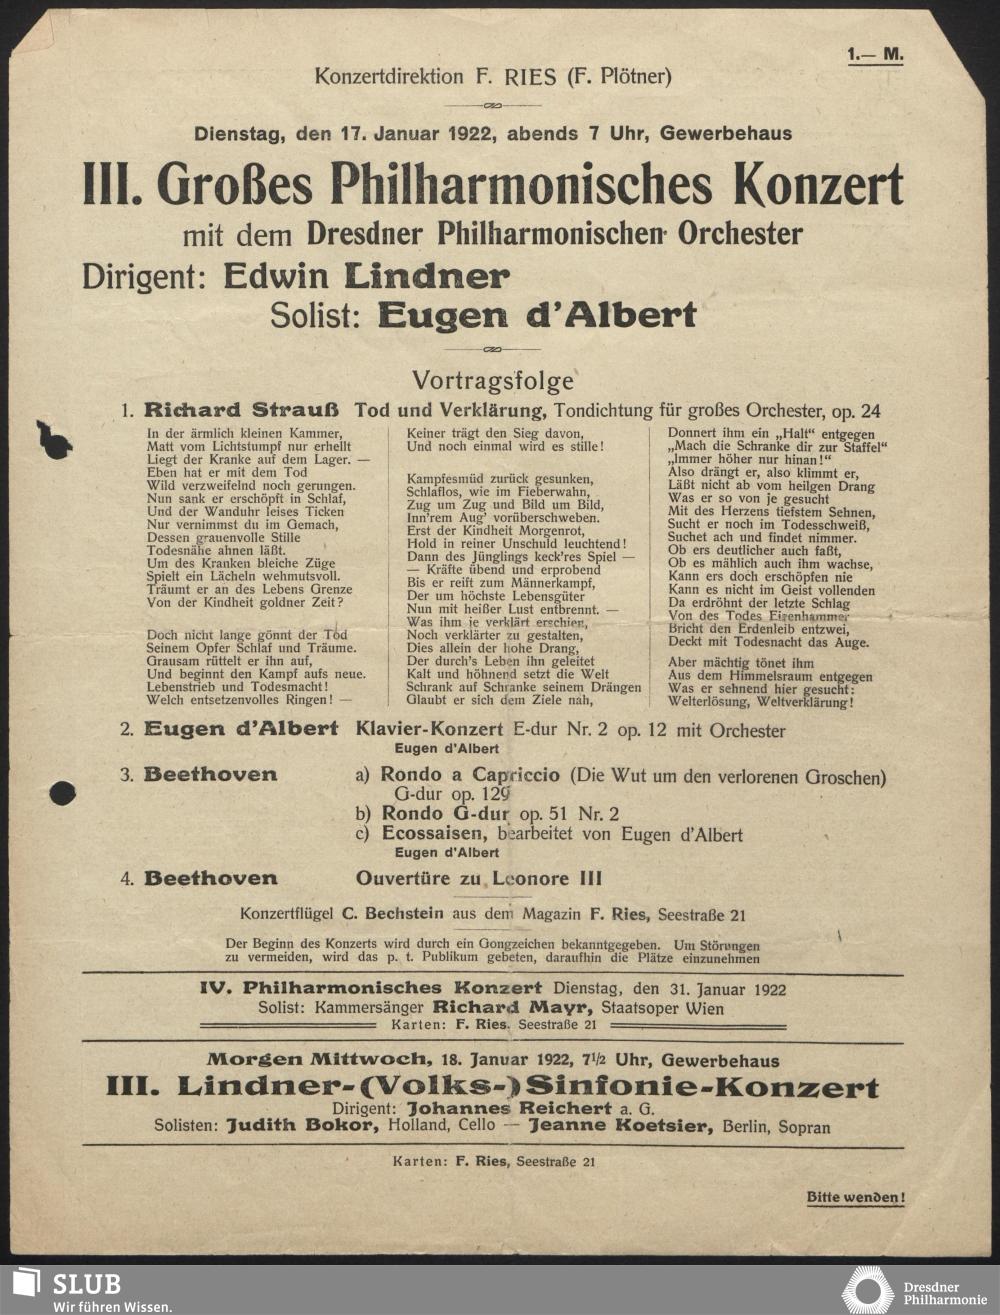 1.— M.
Konzertdirektion F. RIES (F. Plötner)
Dienstag, den 17. Januar 1922, abends 7 Uhr, Gewerbehaus
III. Großes Philharmonisches Konzert
mit dem Dresdner Philharmonischen Orchester
Dirigent: Edwin Lindner
Solist: Eugen d'Albert
Vortragsfolge
1. Richard Strauß Tod und Verklärung, Tondichtung für großes Orchester, op. 24
In der ärmlich kleinen Kammer,
Matt vom Lichtstumpf nur erhellt
Liegt der Kranke auf dem Lager. —
Eben hat er mit dem Tod
Wild verzweifelnd noch gerungen.
Nun sank er erschöpft in Schlaf,
Und der Wanduhr leises Ticken
Nur vernimmst du im Gemach,
Dessen grauenvolle Stille
Todesnähe ahnen läßt.
Um des Kranken bleiche Züge
Spielt ein Lächeln wehmutsvoll.
Träumt er an des Lebens Grenze
Von der Kindheit goldner Zeit?
Doch nicht lange gönnt der Tod
Seinem Opfer Schlaf und Träume.
Grausam rüttelt er ihn auf,
Und beginnt den Kampf aufs neue.
Lebenstrieb und Todesmacht!
Welch entsetzenvolles Ringen! —
Keiner trägt den Sieg davon,
Und noch einmal wird es stille!
Kampfesmüd zurück gesunken,
Schlaflos, wie im Fieberwahn,
Zug um Zug und Bild um Bild,
Inn'rem Aug' vorüberschweben.
Erst der Kindheit Morgenrot,
Hold in reiner Unschuld leuchtend!
Dann des Jünglings keck'res Spiel —
— Kräfte übend und erprobend
Bis er reift zum Männerkampf,
Der um höchste Lebensgüter
Nun mit heißer Lust entbrennt. —
Was ihm je verklärt erschien,
Noch verklärter zu gestalten,
Dies allein der hohe Drang,
Der durch's Leben ihn geleitet
Kalt und höhnend setzt die Welt
Schrank auf Schranke seinem Drängen
Glaubt er sich dem Ziele nah,
Donnert ihm ein „Halt“ entgegen
„Mach die Schranke dir zur Staffel“
„Immer höher nur hinan!“
Also drängt er, also klimmt er,
Läßt nicht ab vom heilgen Drang
Was er so von je gesucht
Mit des Herzens tiefstem Sehnen,
Sucht er noch im Todesschweiß,
Suchet ach und findet nimmer.
Ob ers deutlicher auch faßt,
Ob es mählich auch ihm wachse,
Kann ers doch erschöpfen nie
Kann es nicht im Geist vollenden
Da erdröhnt der letzte Schlag
Von des Todes Eisenhammer
Bricht den Erdenleib entzwei,
Deckt mit Todesnacht das Auge.
Aber mächtig tönet ihm
Aus dem Himmelsraum entgegen
Was er sehnend hier gesucht:
Welterlösung, Weltverklärung!
2. Eugen d'Albert Klavier-Konzert E-dur Nr. 2 op. 12 mit Orchester
Eugen d'Albert
3. Beethoven a) Rondo a Capriccio (Die Wut um den verlorenen Groschen)
G-dur op. 129
b) Rondo G-dur op. 51 Nr. 2
c) Ecossaisen, bearbeitet von Eugen d'Albert
Eugen d'Albert
4. Beethoven Ouvertüre zu Leonore III
Konzertflügel C. Bechstein aus dem Magazin F. Ries, Seestraße 21
Der Beginn des Konzerts wird durch ein Gongzeichen bekanntgegeben. Um Störungen
zu vermeiden, wird das p. t. Publikum gebeten, daraufhin die Plätze einzunehmen
IV. Philharmonisches Konzert Dienstag, den 31. Januar 1922
Solist: Kammersänger Richard Mayr, Staatsoper Wien
Karten: F. Ries. Seestraße 21
Morgen Mittwoch, 18. Januar 1922, 7½ Uhr, Gewerbehaus
III. Lindner-(Volks-)Sinfonie-Konzert
Dirigent: Johannes Reichert a. G.
Solisten: Judith Bokor, Holland, Cello — Jeanne Koetsier, Berlin, Sopran
Karten: F. Ries, Seestraße 21
Bitte wenden!
SLUB
Wir führen Wissen.
Dresdner
Philharmonie